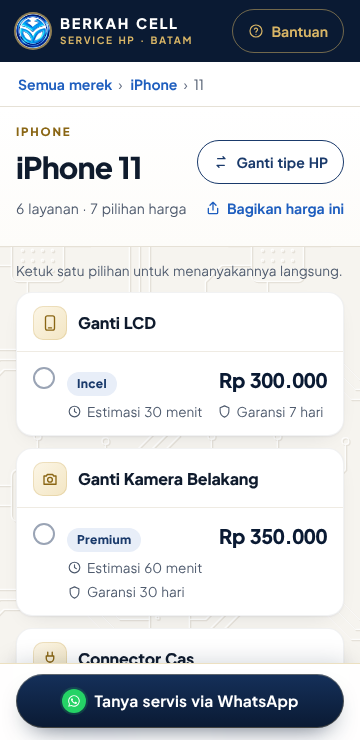 BERKAH CELL
SERVICE HP · BATAM
Bantuan
Semua merek › iPhone › 11
IPHONE
iPhone 11
Ganti tipe HP
6 layanan · 7 pilihan harga
Bagikan harga ini
Ketuk satu pilihan untuk menanyakannya langsung.
Ganti LCD
Incel
Rp 300.000
Estimasi 30 menit
Garansi 7 hari
Ganti Kamera Belakang
Premium
Rp 350.000
Estimasi 60 menit
Garansi 30 hari
Connector Cas
Tanya servis via WhatsApp